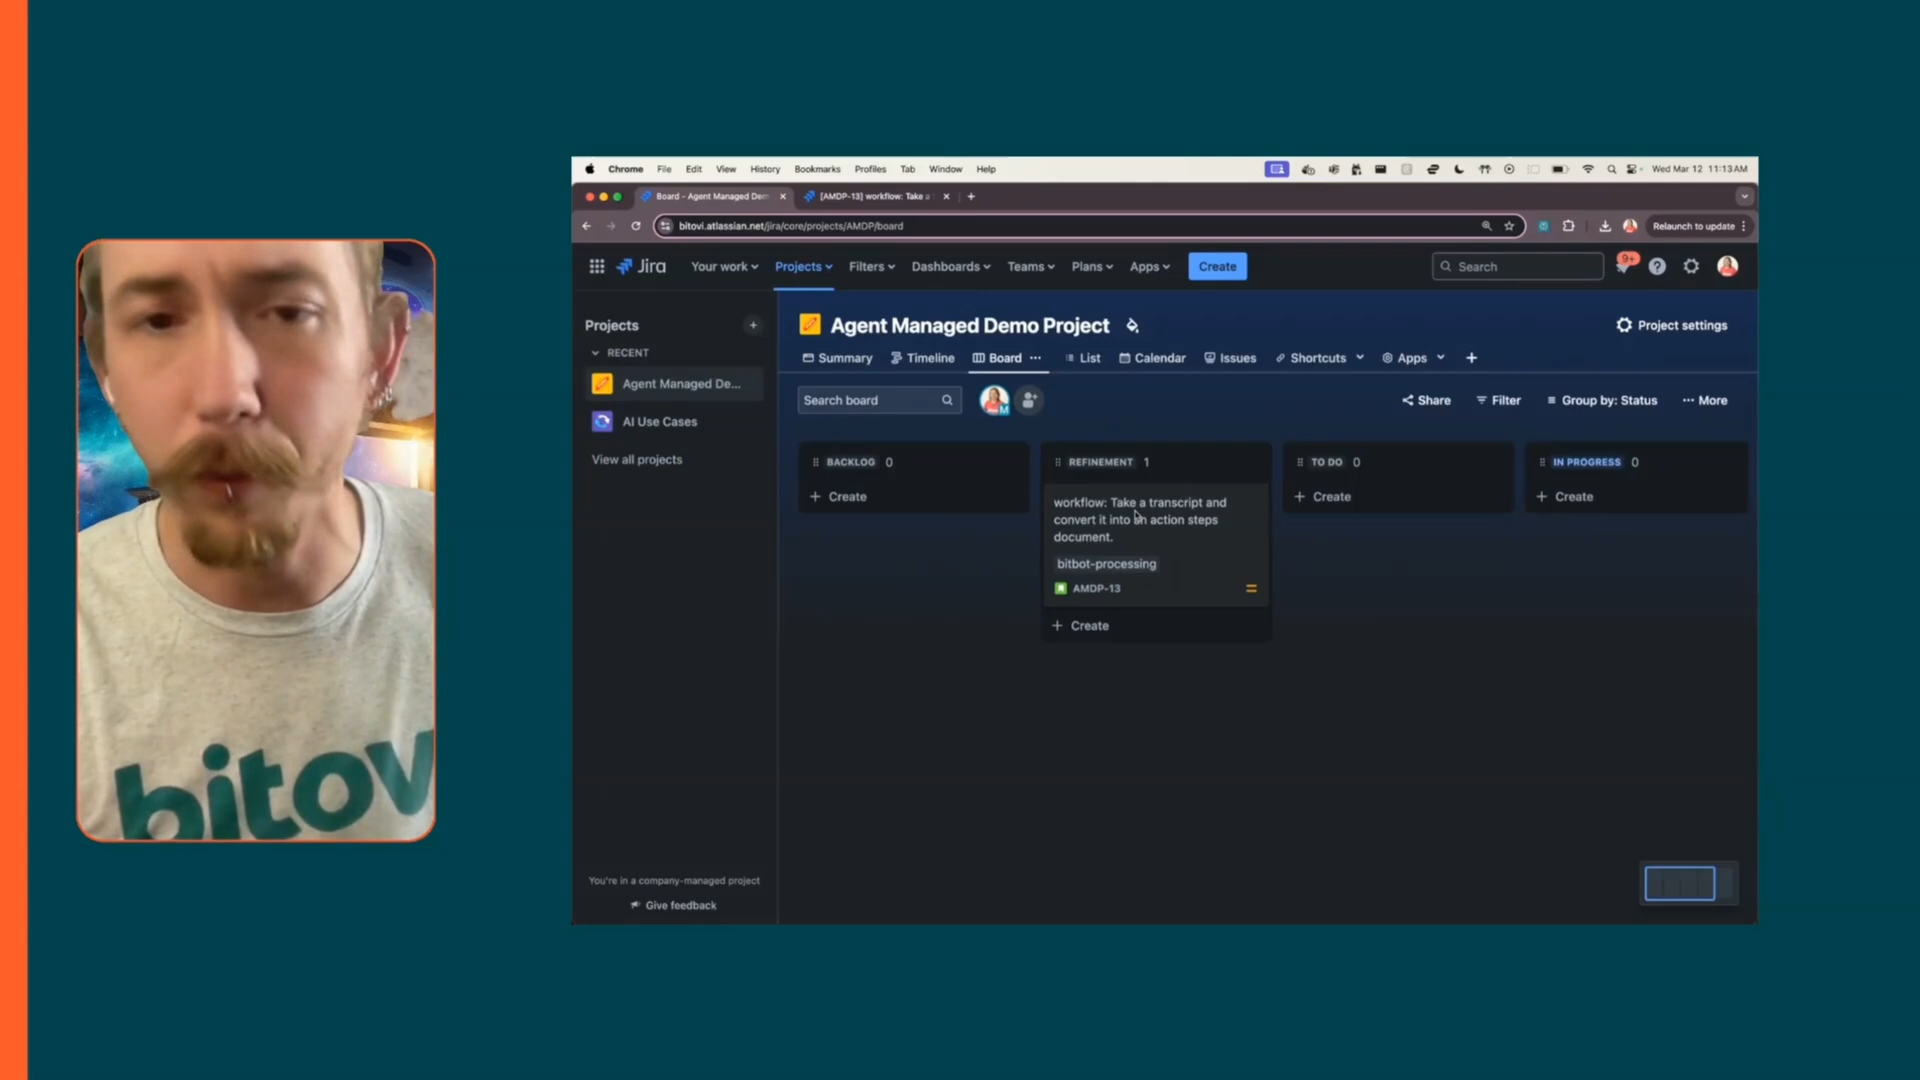 Chrome File Edit View History Bookmarks Profiles Tab Window Help Wed Mar 12 11:13 AM
Board - Agent Managed Dem [AMDP-13] workflow: Take a
bitovi.atlassian.net/jira/core/projects/AMDP/board Relaunch to update
Jira Your work Projects Filters Dashboards Teams Plans Apps Create Search 9+
Projects
RECENT
Agent Managed De...
AI Use Cases
View all projects
You're in a company-managed project
Give feedback
Agent Managed Demo Project Project settings
Summary Timeline Board List Calendar Issues Shortcuts Apps
Search board M Share Filter Group by: Status More
BACKLOG 0
Create
REFINEMENT 1
workflow: Take a transcript and
convert it into an action steps
document.
bitbot-processing
AMDP-13
Create
TO DO 0
Create
IN PROGRESS 0
Create
bitov